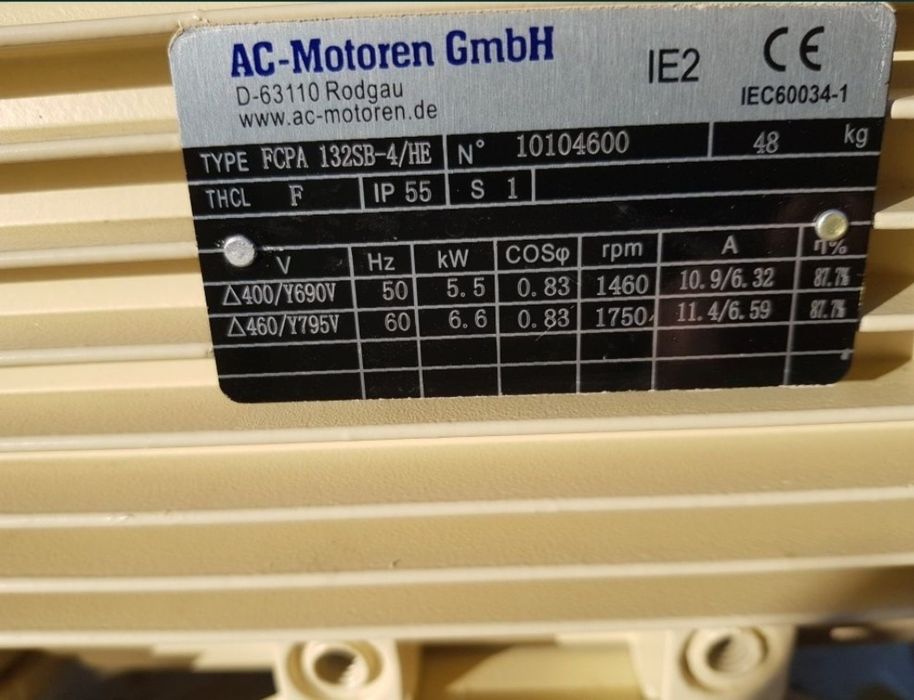 AC-Motoren GmbH
IE2
CE
D-63110 Rodgau
www.ac-motoren.de
IEC60034-1
TYPE FCPA 132SB-4/HE N° 10104600 48 kg
THCL F IP 55 S 1
V Hz kW COSφ rpm A η%
△400/Y690V 50 5.5 0.83 1460 10.9/6.32 87.7%
△460/Y795V 60 6.6 0.83 1750 11.4/6.59 87.7%